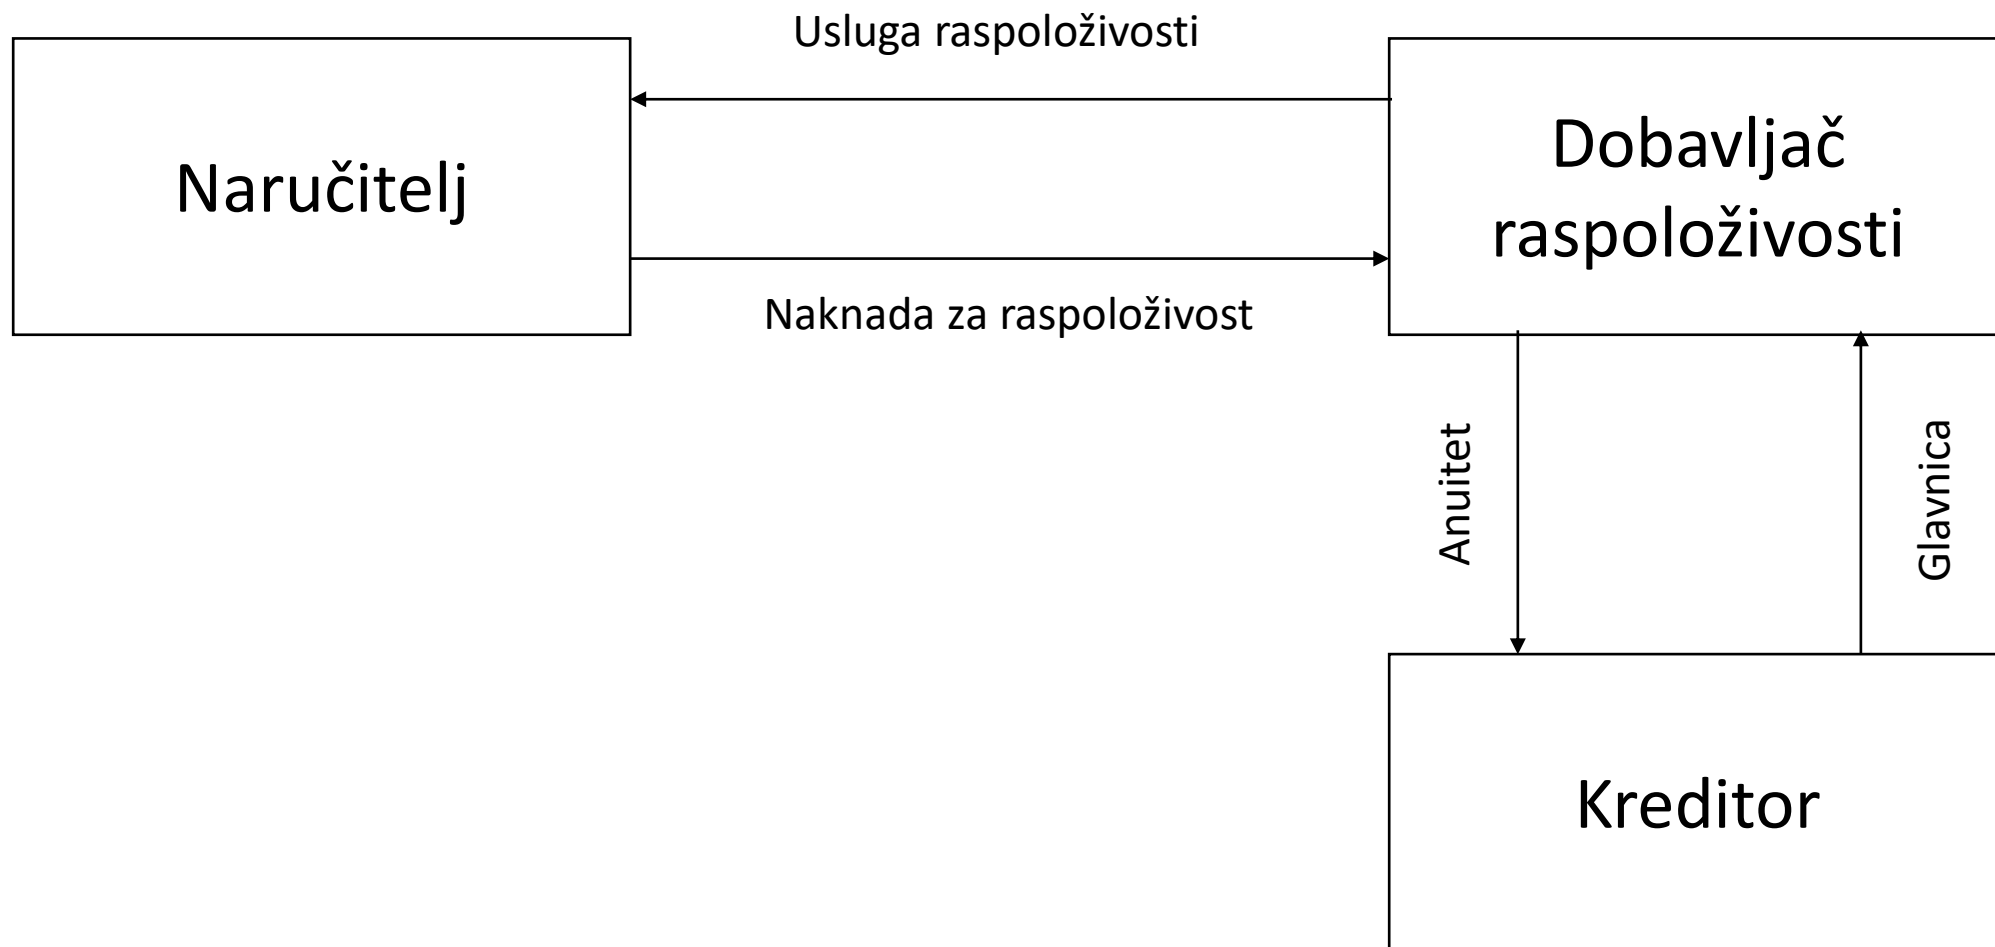 Usluga raspoloživosti
Naručitelj
Dobavljač
raspoloživosti
Naknada za raspoloživost
Anuitet
Glavnica
Kreditor